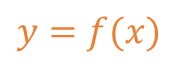 y = f(x)